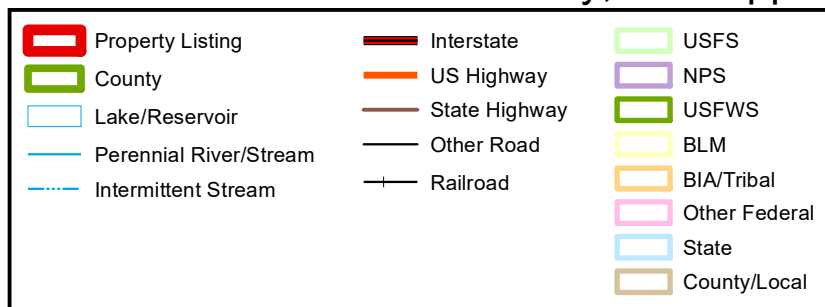 Property Listing
County
Lake/Reservoir
Perennial River/Stream
Intermittent Stream
Interstate
US Highway
State Highway
Other Road
Railroad
USFS
NPS
USFWS
BLM
BIA/Tribal
Other Federal
State
County/Local